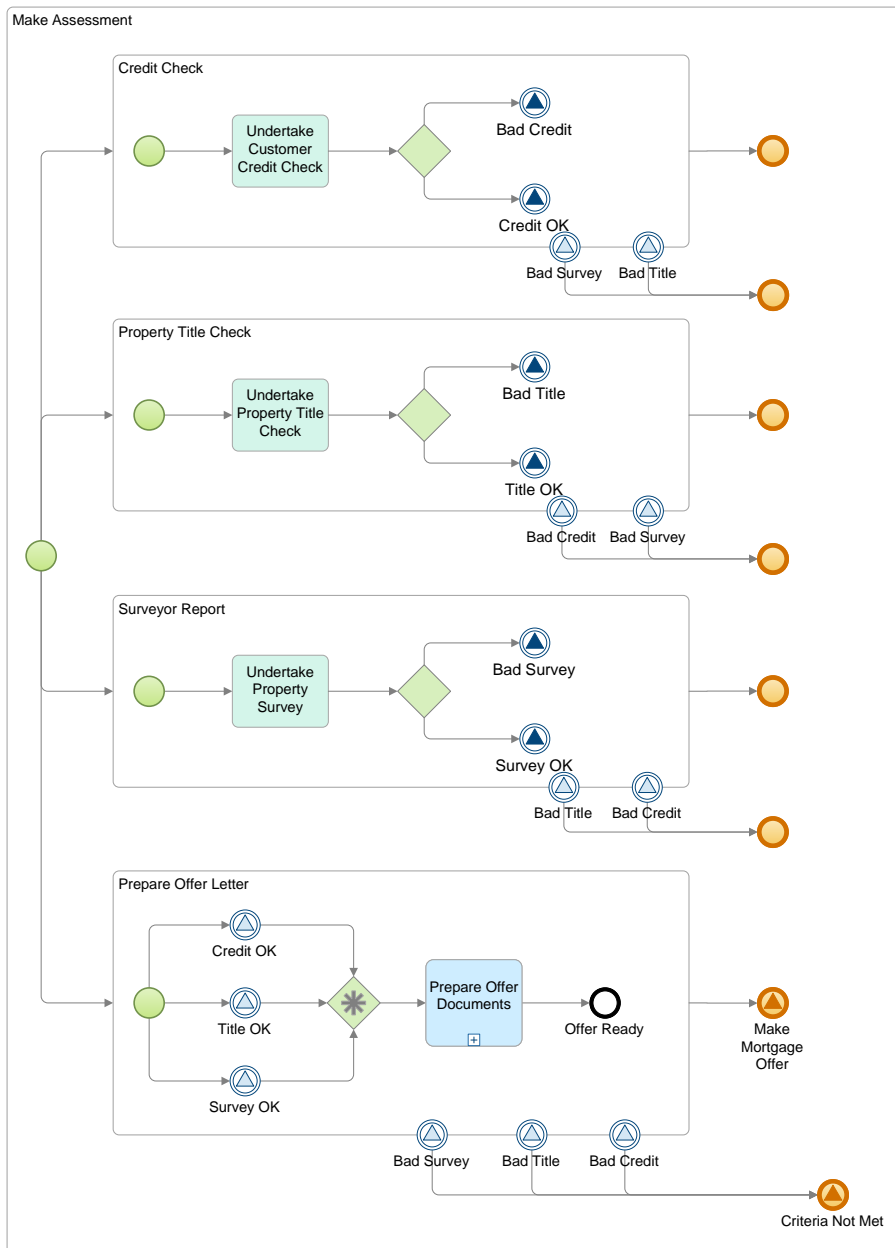 Make Assessment
Credit Check
Undertake
Customer
Credit Check
Bad Credit
Credit OK
Bad Survey
Bad Title
Property Title Check
Undertake
Property Title
Check
Bad Title
Title OK
Bad Credit
Bad Survey
Surveyor Report
Undertake
Property
Survey
Bad Survey
Survey OK
Bad Title
Bad Credit
Prepare Offer Letter
Credit OK
Title OK
Survey OK
Prepare Offer
Documents
Offer Ready
Make
Mortgage
Offer
Bad Survey
Bad Title
Bad Credit
Criteria Not Met